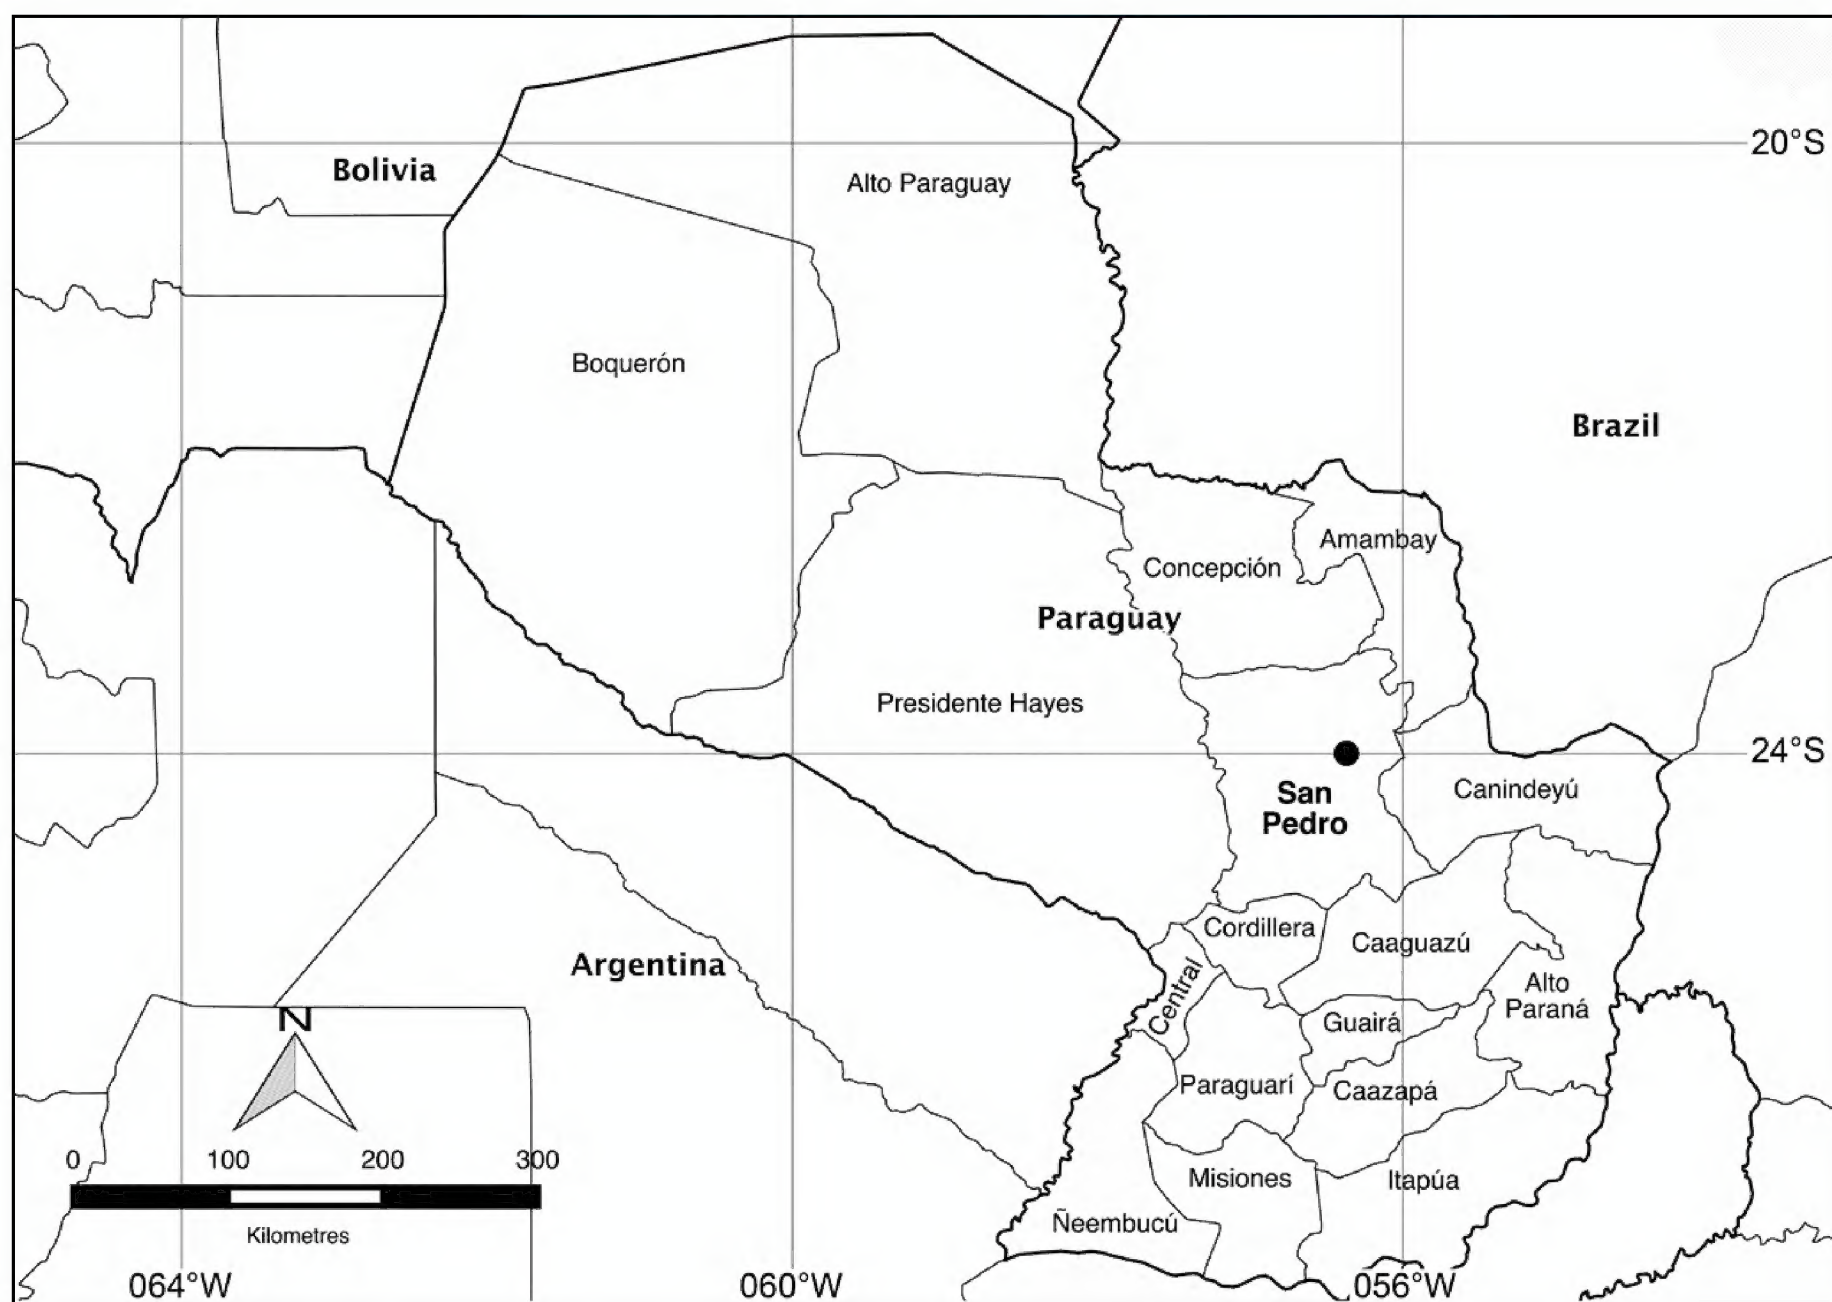 20°S
Bolivia
Alto Paraguay
Boquerón
Brazil
Amambay
Concepción
Paraguay
Presidente Hayes
24°S
San
Pedro
Canindeyú
Cordillera
Caaguazú
Argentina
Central
Alto
Paraná
Guairá
N
Paraguarí
Caazapá
0 100 200 300
Misiones
Itapúa
Ñeembucú
Kilometres
064°W 060°W 056°W